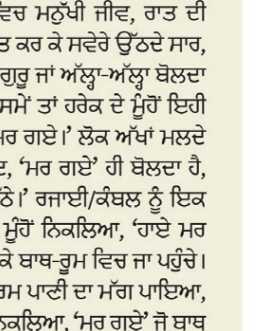 ਵਿਚ ਮਨੁੱਖੀ ਜੀਵ, ਰਾਤ ਦੀ
ਤ ਕਰ ਕੇ ਸਵੇਰੇ ਉੱਠਦੇ ਸਾਰ,
ਗੁਰੂ ਜਾਂ ਅੱਲ੍ਹਾ-ਅੱਲ੍ਹਾ ਬੋਲਦਾ
ਸਮੇਂ ਤਾਂ ਹਰੇਕ ਦੇ ਮੂੰਹੋਂ ਇਹੀ
ਮਰ ਗਏ।’ ਲੋਕ ਅੱਖਾਂ ਮਲਦੇ
ਦ, ‘ਮਰ ਗਏ’ ਹੀ ਬੋਲਦਾ ਹੈ,
ਠੇ।’ ਰਜਾਈ/ਕੰਬਲ ਨੂੰ ਇਕ
ਮੂੰਹੋਂ ਨਿਕਲਿਆ, ‘ਹਾਏ ਮਰ
ਕੇ ਬਾਥ-ਰੂਮ ਵਿਚ ਜਾ ਪਹੁੰਚੇ।
ਰਮ ਪਾਣੀ ਦਾ ਮੱਗ ਪਾਇਆ,
ਨਕਲਿਆ, ‘ਮਰ ਗਏ’ ਜੋ ਬਾਥ